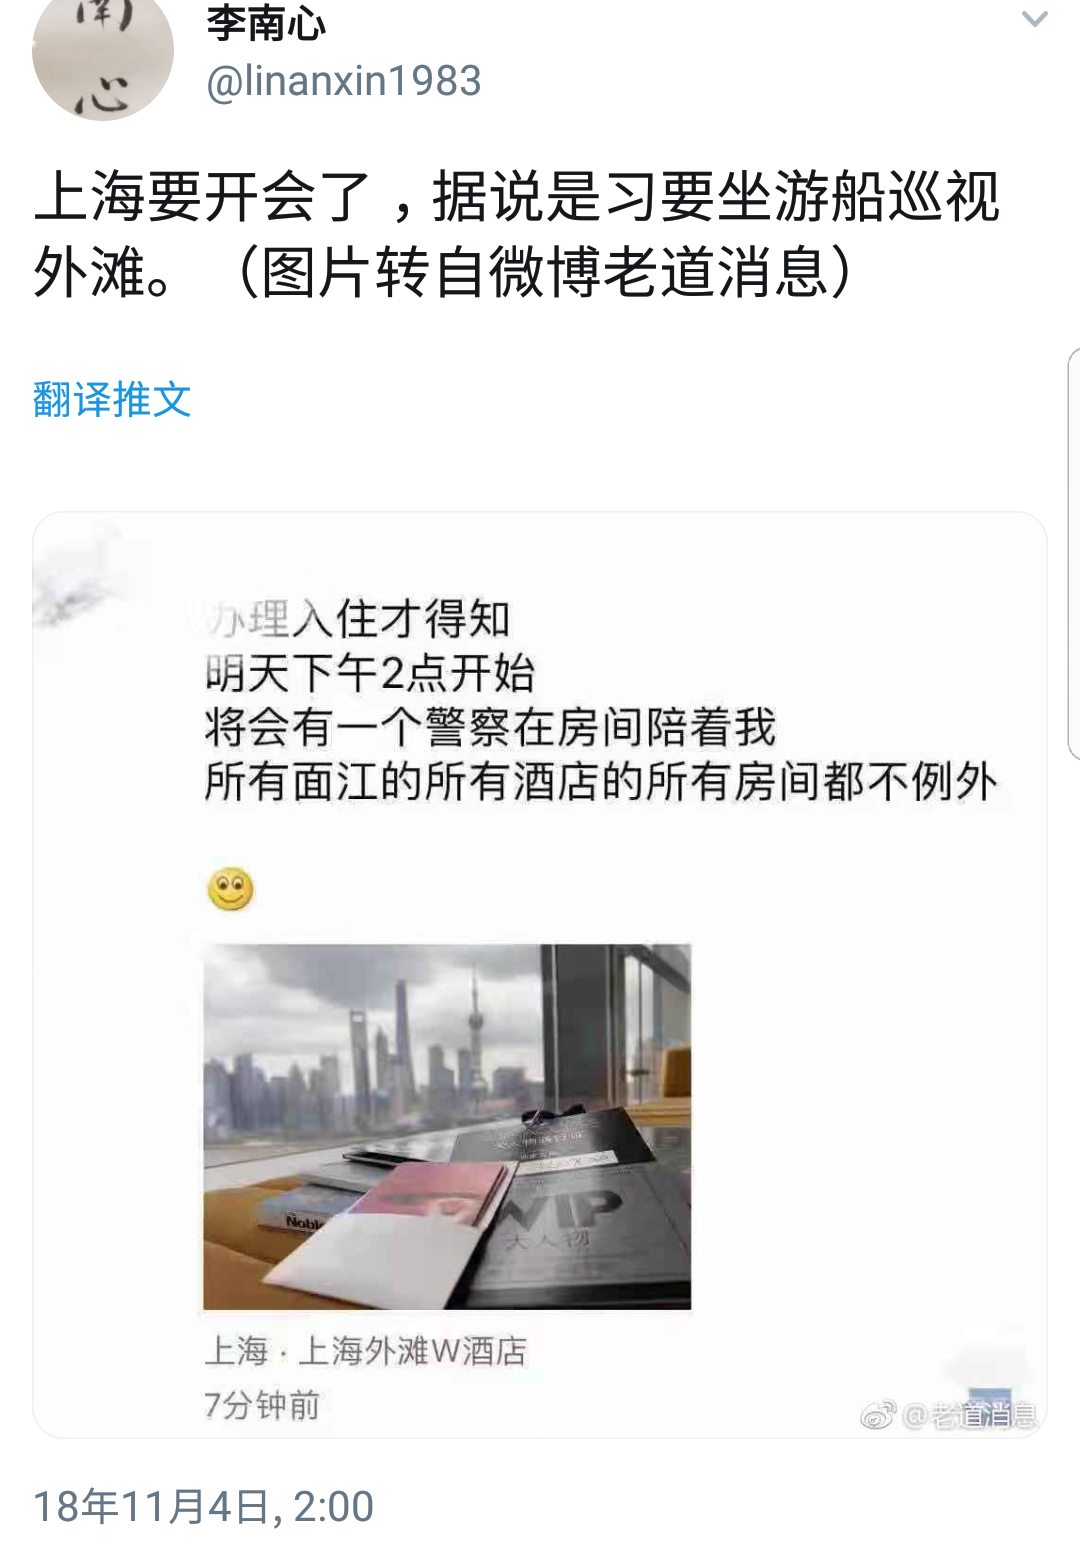 南
心
李南心
@linanxin1983
上海要开会了，据说是习要坐游船巡视
外滩。（图片转自微博老道消息）
翻译推文
办理入住才得知
明天下午2点开始
将会有一个警察在房间陪着我
所有面江的所有酒店的所有房间都不例外
Noble
VIP
大人物
上海 · 上海外滩W酒店
7分钟前
@老道消息
18年11月4日, 2:00